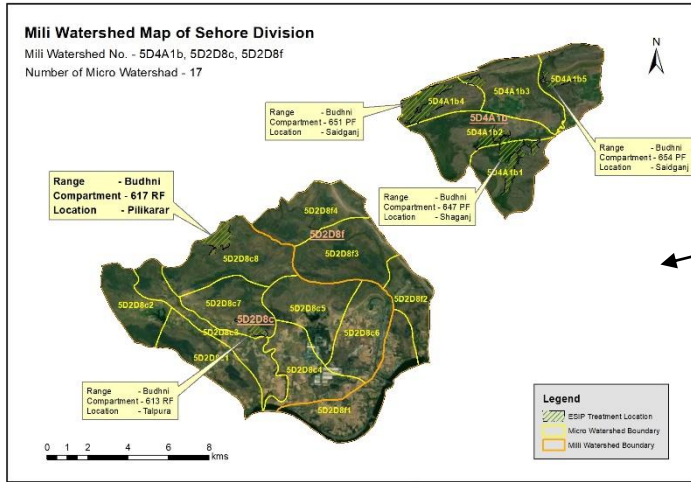 Mili Watershed Map of Sehore Division
Mili Watershed No. - 5D4A1b, 5D2D8c, 5D2D8f
Number of Micro Watershad - 17
N
5D4A1b5
5D4A1b3
5D4A1b4
5D4A1b
5D4A1b2
5D4A1b1
Range - Budhni
Compartment - 651 PF
Location - Saidganj
Range - Budhni
Compartment - 654 PF
Location - Saidganj
Range - Budhni
Compartment - 647 PF
Location - Shaganj
Range - Budhni
Compartment - 617 RF
Location - Pilikarar
5D2D8f4
5D2D8f
5D2D8f3
5D2D8c8
5D2D8c2
5D2D8c7
5D2D8c5
5D2D8f2
5D2D8c
5D2D8c3
5D2D8c6
5D2D8c1
5D2D8c4
5D2D8f1
Range - Budhni
Compartment - 613 RF
Location - Talpura
0 1 2 4 6 8
kms
Legend
ESIP Treatment Location
Micro Watershed Boundary
Milli Watershed Boundary